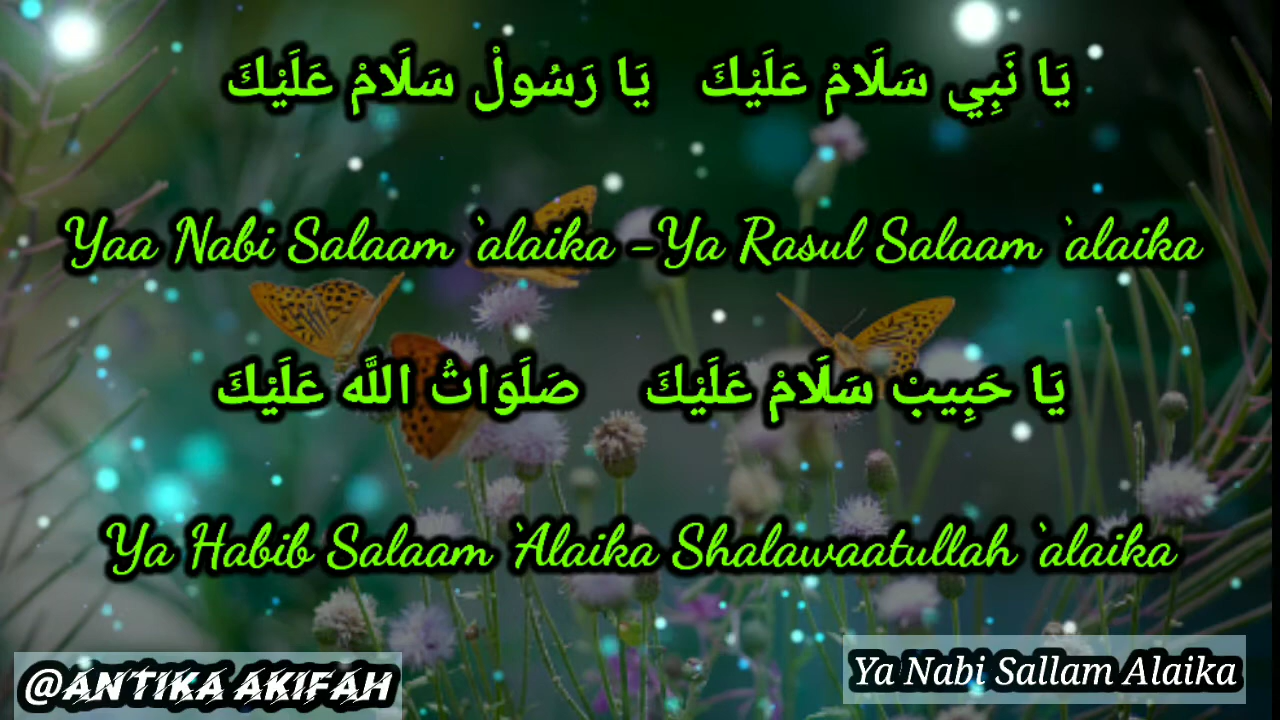 يَا نَبِي سَلَامْ عَلَيْكَ يَا رَسُولْ سَلَامْ عَلَيْكَ
Yaa Nabi Salaam `alaika -Ya Rasul Salaam `alaika
يَا حَبِيبْ سَلَامْ عَلَيْكَ صَلَوَاتُ اللَّه عَلَيْكَ
Ya Habib Salaam `Alaika Shalawaatullah `alaika
@ANTIKA AKIFAH
Ya Nabi Sallam Alaika